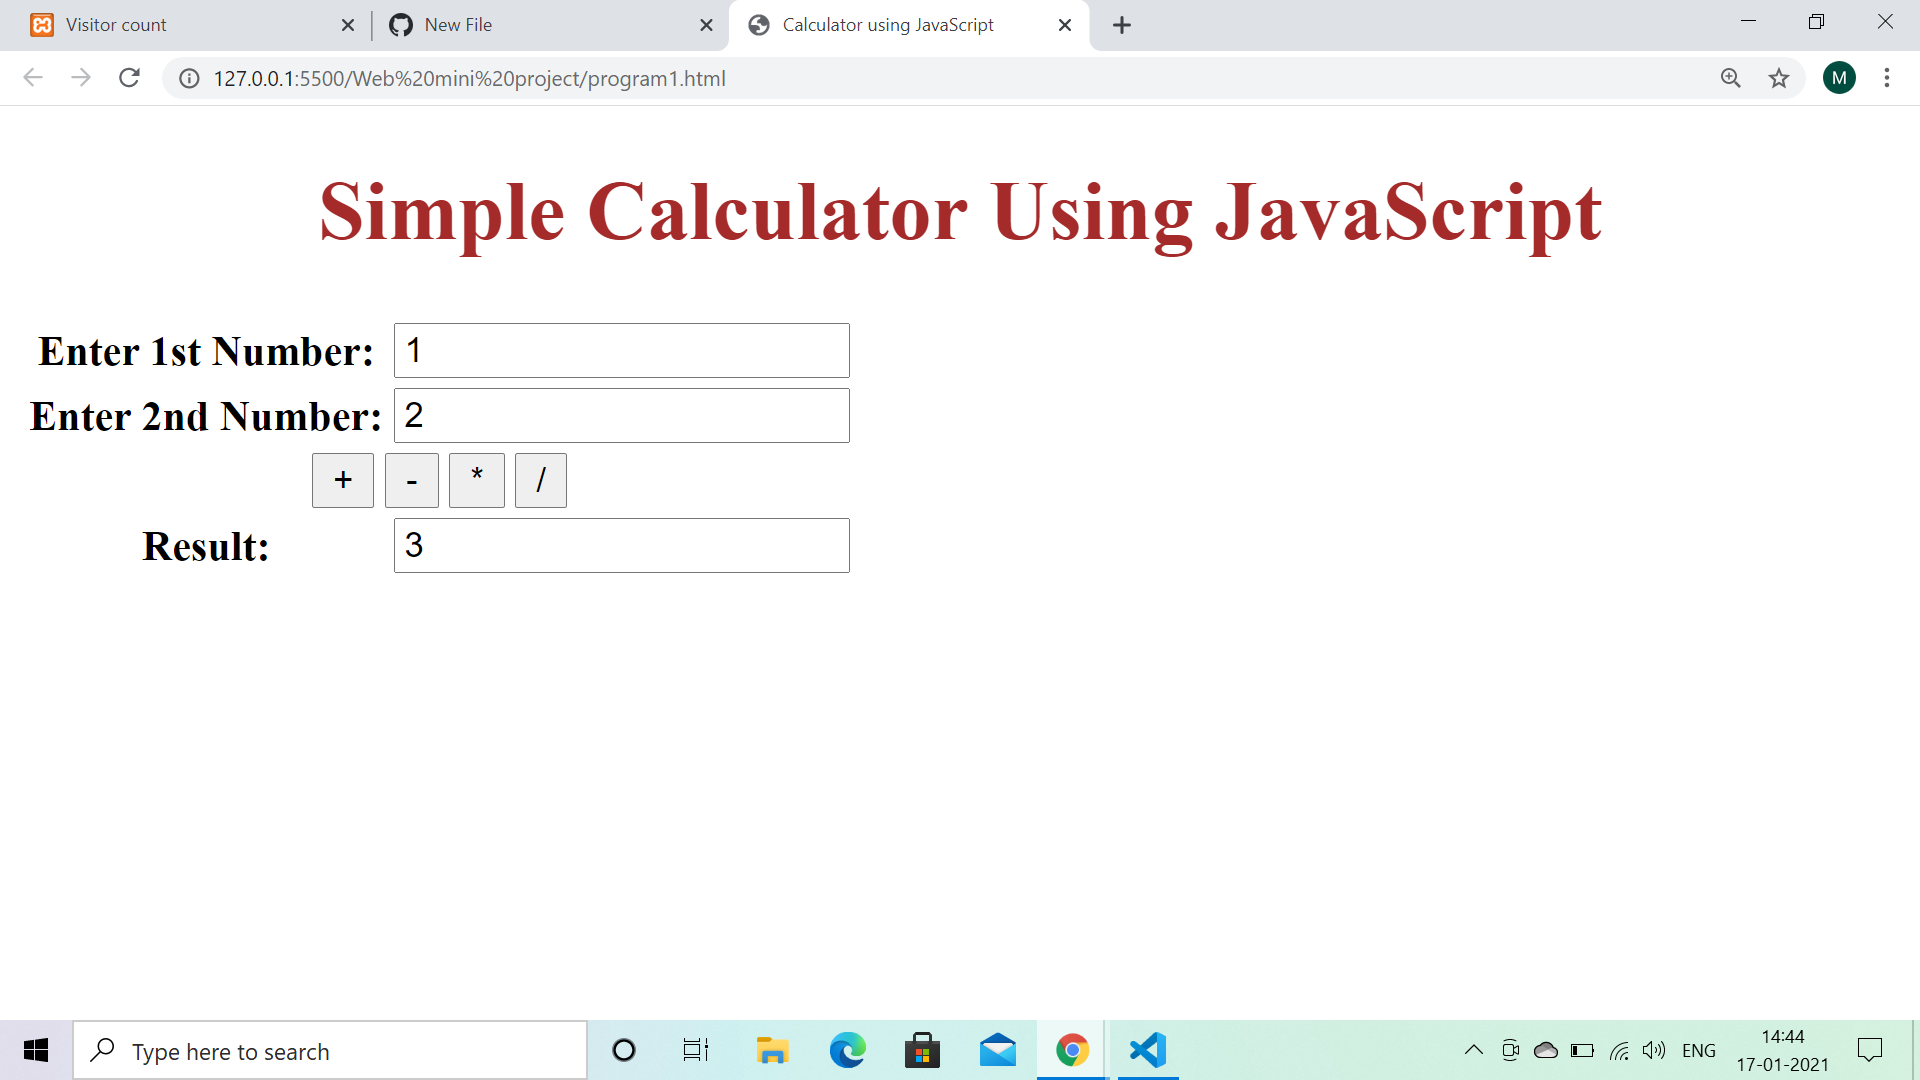 Visitor count
New File
Calculator using JavaScript
127.0.0.1:5500/Web%20mini%20project/program1.html
M
Simple Calculator Using JavaScript
Enter 1st Number: 1
Enter 2nd Number: 2
+ - * /
Result: 3
Type here to search
ENG
14:44
17-01-2021